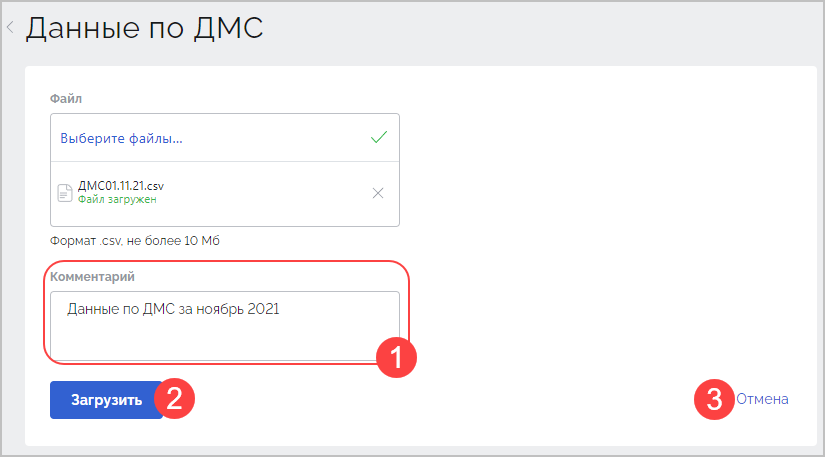 Данные по ДМС
Файл
Выберите файлы...
ДМС01.11.21.csv
Файл загружен
Формат .csv, не более 10 Мб
Комментарий
Данные по ДМС за ноябрь 2021
1
Загрузить 2
3 Отмена